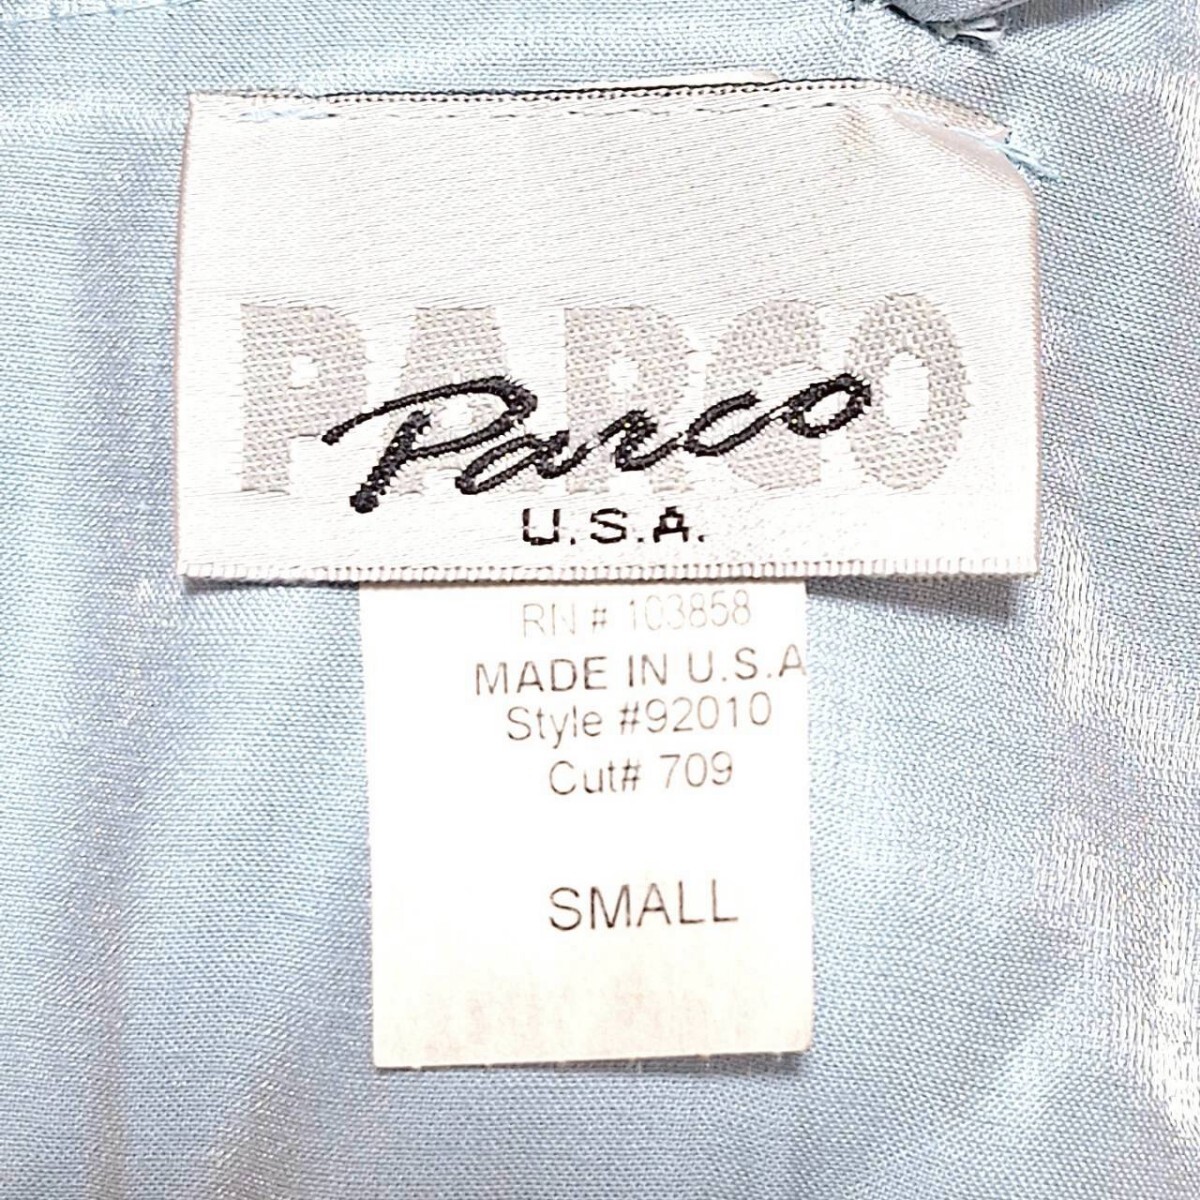 PARCO
Parco
U.S.A.
RN # 103858
MADE IN U.S.A
Style #92010
Cut# 709
SMALL